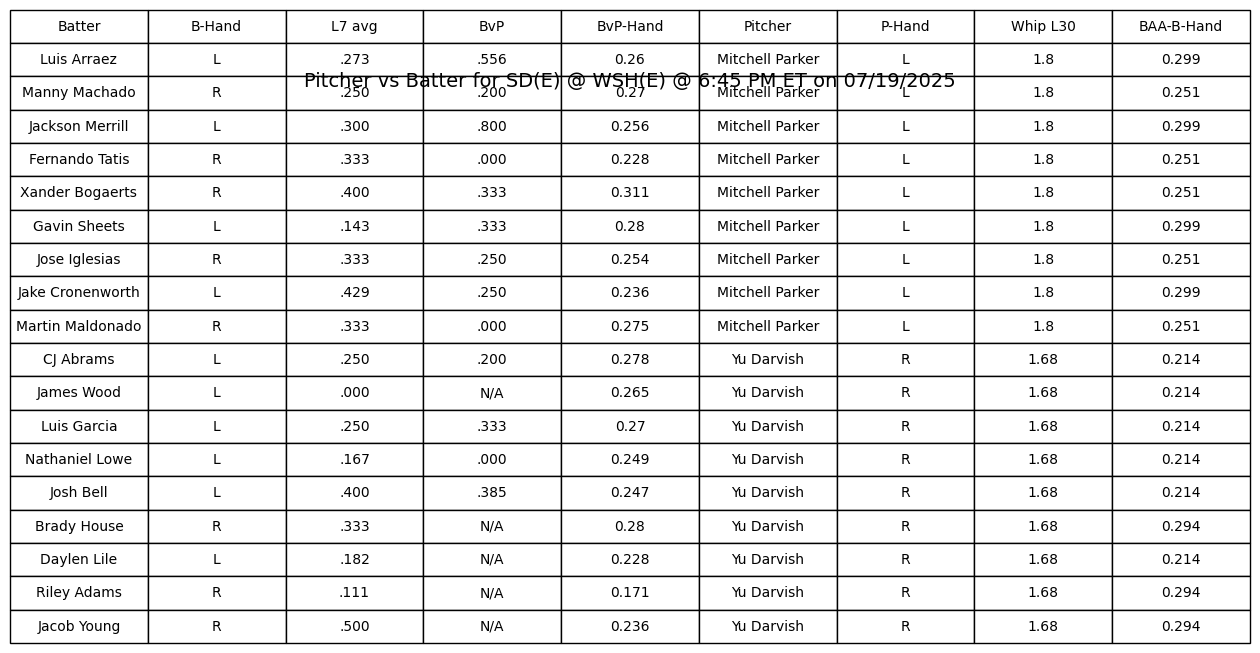 Batter B-Hand L7 avg BvP BvP-Hand Pitcher P-Hand Whip L30 BAA-B-Hand
Luis Arraez L .273 .556 0.26 Mitchell Parker L 1.8 0.299
Pitcher vs Batter for SD(E) @ WSH(E) @ 6:45 PM ET on 07/19/2025
Manny Machado R .250 .200 0.27 Mitchell Parker L 1.8 0.251
Jackson Merrill L .300 .800 0.256 Mitchell Parker L 1.8 0.299
Fernando Tatis R .333 .000 0.228 Mitchell Parker L 1.8 0.251
Xander Bogaerts R .400 .333 0.311 Mitchell Parker L 1.8 0.251
Gavin Sheets L .143 .333 0.28 Mitchell Parker L 1.8 0.299
Jose Iglesias R .333 .250 0.254 Mitchell Parker L 1.8 0.251
Jake Cronenworth L .429 .250 0.236 Mitchell Parker L 1.8 0.299
Martin Maldonado R .333 .000 0.275 Mitchell Parker L 1.8 0.251
CJ Abrams L .250 .200 0.278 Yu Darvish R 1.68 0.214
James Wood L .000 N/A 0.265 Yu Darvish R 1.68 0.214
Luis Garcia L .250 .333 0.27 Yu Darvish R 1.68 0.214
Nathaniel Lowe L .167 .000 0.249 Yu Darvish R 1.68 0.214
Josh Bell L .400 .385 0.247 Yu Darvish R 1.68 0.214
Brady House R .333 N/A 0.28 Yu Darvish R 1.68 0.294
Daylen Lile L .182 N/A 0.228 Yu Darvish R 1.68 0.214
Riley Adams R .111 N/A 0.171 Yu Darvish R 1.68 0.294
Jacob Young R .500 N/A 0.236 Yu Darvish R 1.68 0.294